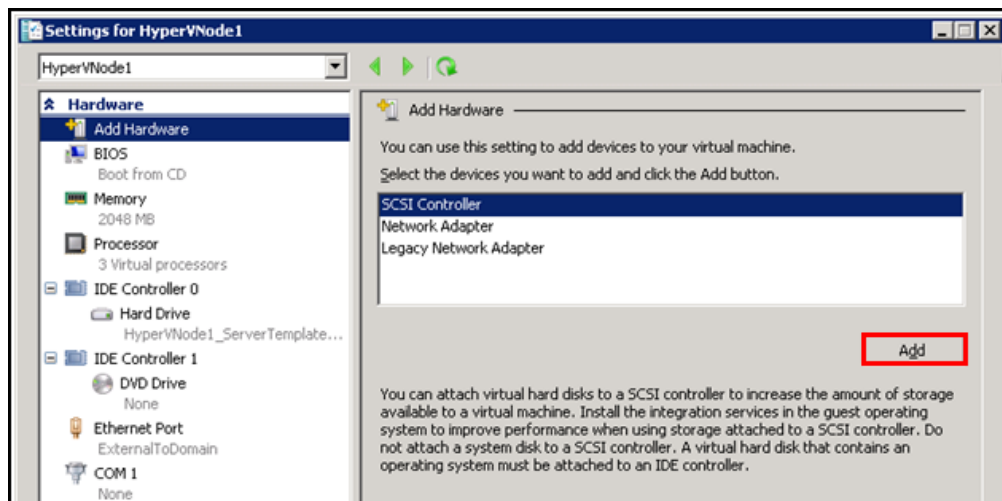 Settings for HyperVNode1
HyperVNode1
Hardware
Add Hardware
BIOS
Boot from CD
Memory
2048 MB
Processor
3 Virtual processors
IDE Controller 0
Hard Drive
HyperVNode1_ServerTemplate...
IDE Controller 1
DVD Drive
None
Ethernet Port
ExternalToDomain
COM 1
None
Add Hardware
You can use this setting to add devices to your virtual machine.
Select the devices you want to add and click the Add button.
SCSI Controller
Network Adapter
Legacy Network Adapter
Add
You can attach virtual hard disks to a SCSI controller to increase the amount of storage
available to a virtual machine. Install the integration services in the guest operating
system to improve performance when using storage attached to a SCSI controller. Do
not attach a system disk to a SCSI controller. A virtual hard disk that contains an
operating system must be attached to an IDE controller.